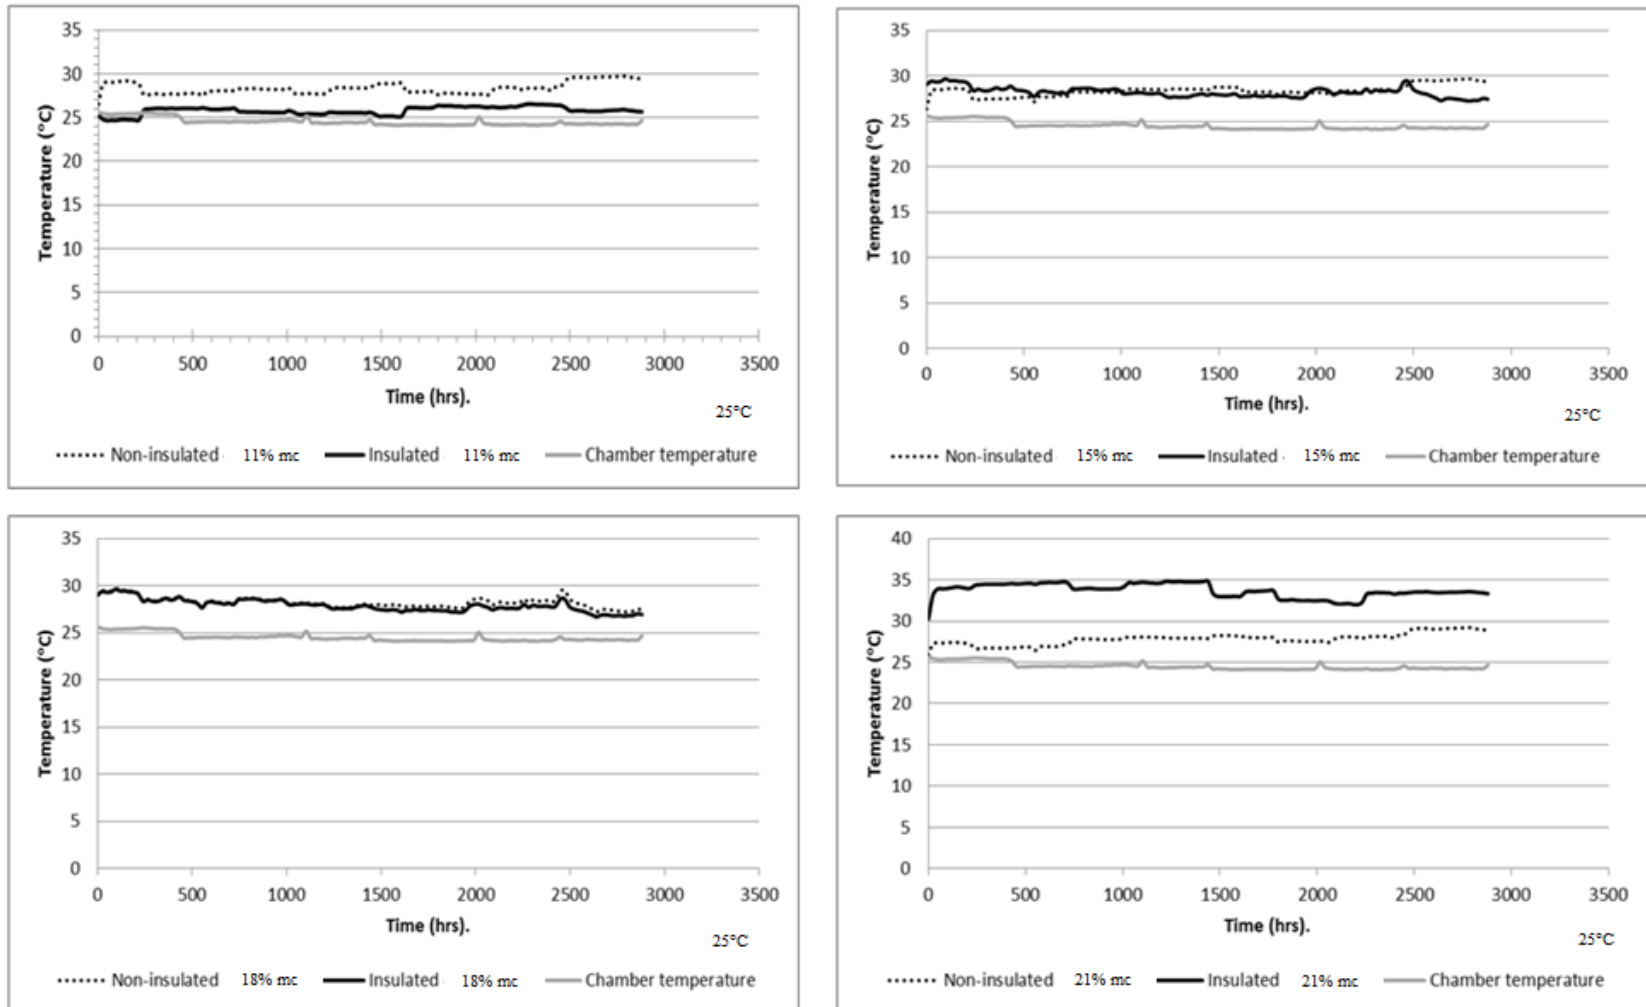 35
30
25
20
15
10
5
0
Temperature (°C)
0 500 1000 1500 2000 2500 3000 3500
Time (hrs).
25°C
Non-insulated 11% mc Insulated 11% mc Chamber temperature
35
30
25
20
15
10
5
0
Temperature (°C)
0 500 1000 1500 2000 2500 3000 3500
Time (hrs).
25°C
Non-insulated 15% mc Insulated 15% mc Chamber temperature
35
30
25
20
15
10
5
0
Temperature (°C)
0 500 1000 1500 2000 2500 3000 3500
Time (hrs).
25°C
Non-insulated 18% mc Insulated 18% mc Chamber temperature
40
35
30
25
20
15
10
5
0
Temperature (°C)
0 500 1000 1500 2000 2500 3000 3500
Time (hrs).
25°C
Non-insulated 21% mc Insulated 21% mc Chamber temperature